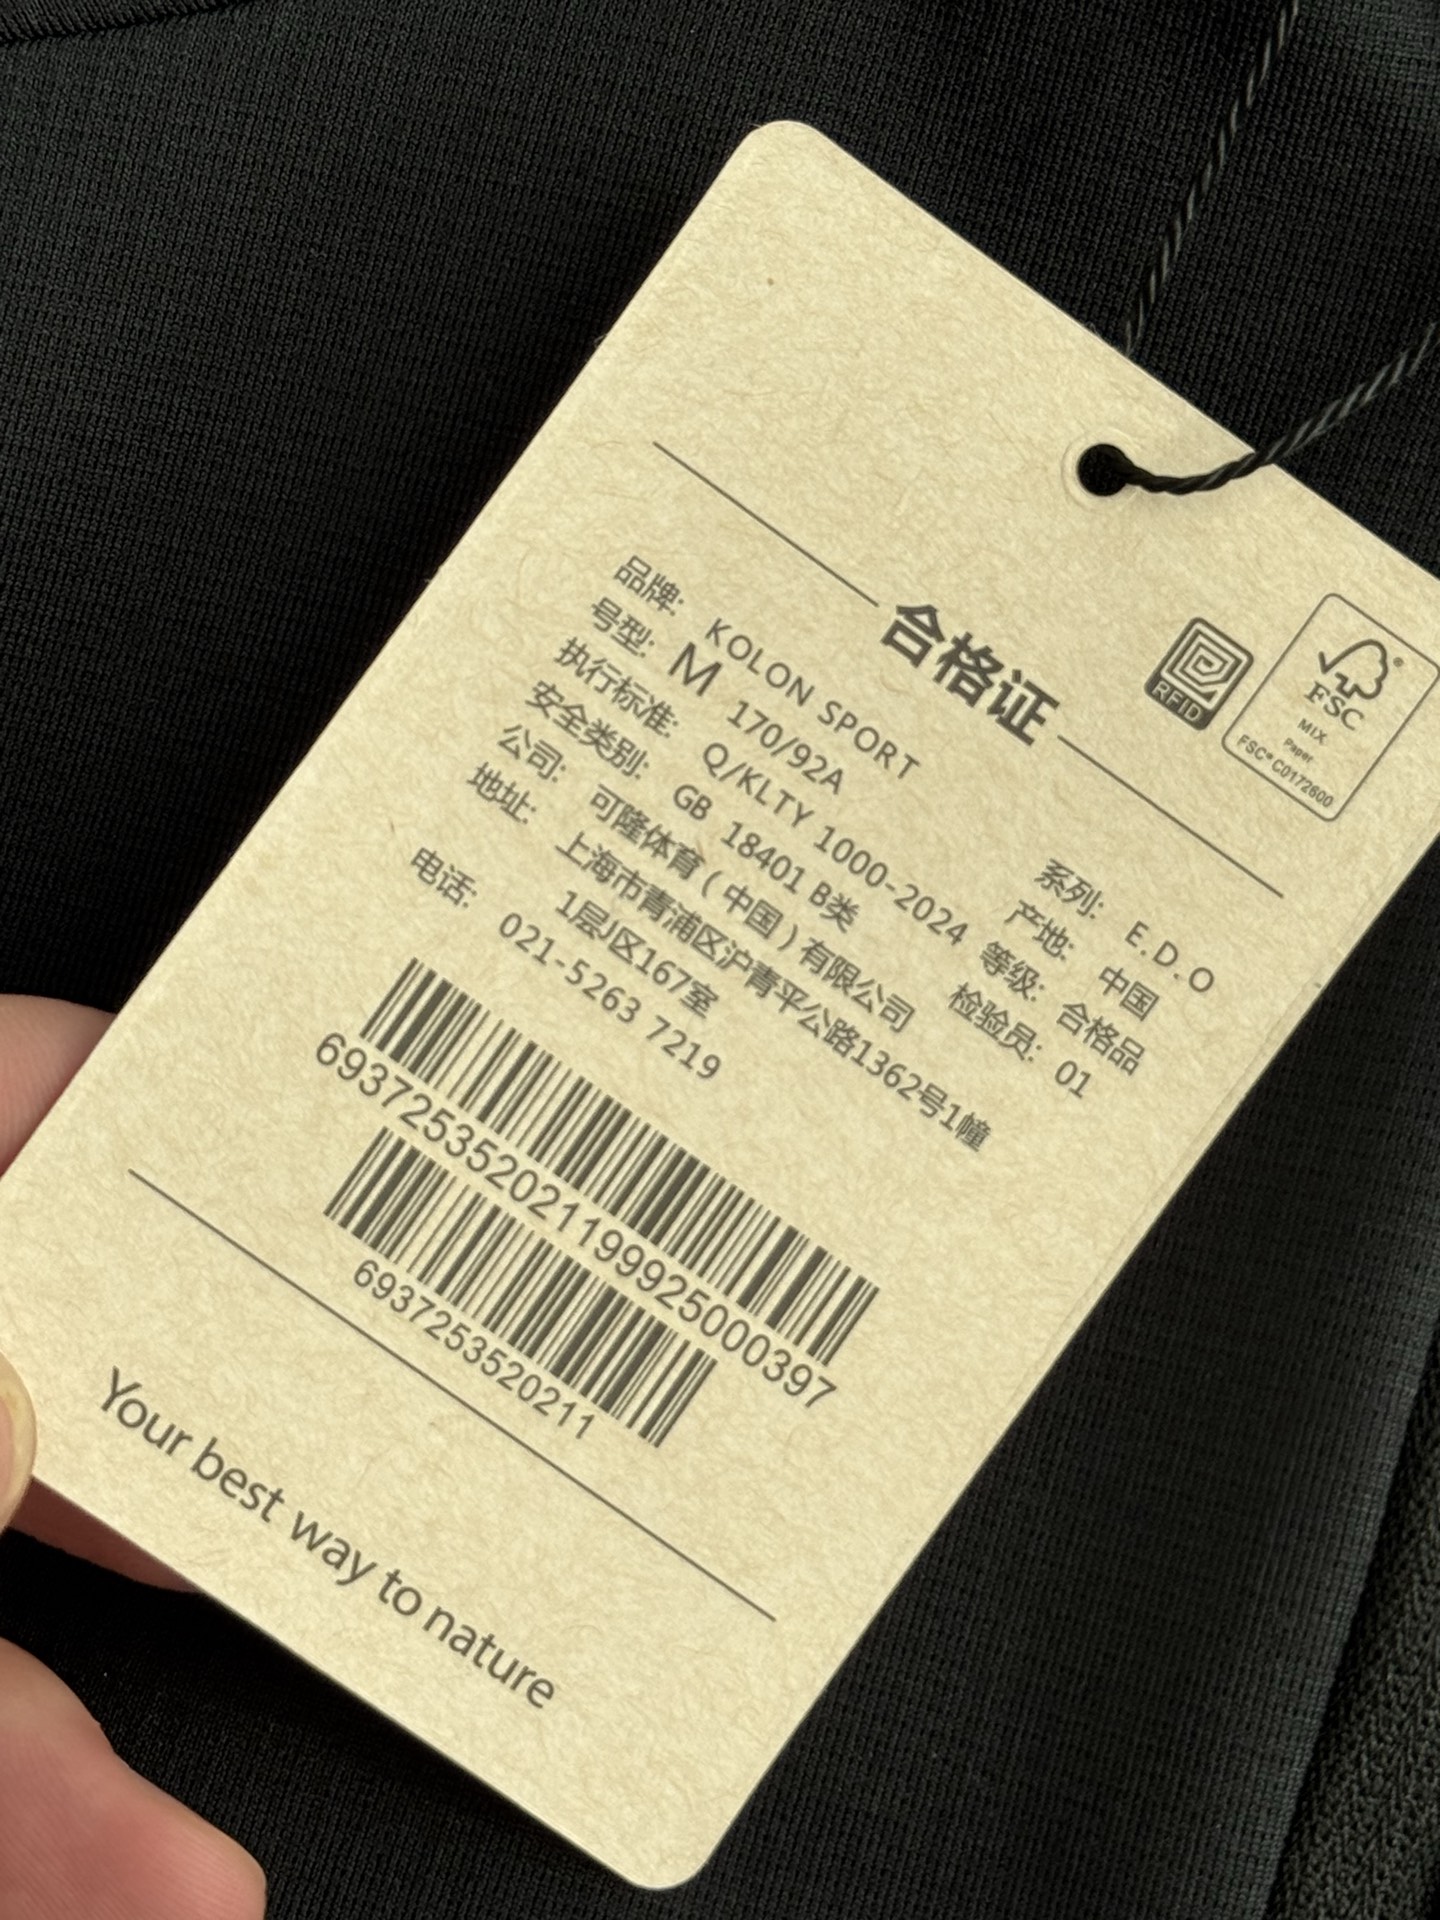 合格证
RFID
FSC®
MIX
Paper
FSC® C0172600
品牌: KOLON SPORT
号型: M 170/92A
执行标准: Q/KLTY 1000-2024
安全类别: GB 18401 B类
公司: 可隆体育(中国)有限公司
地址: 上海市青浦区沪青平公路1362号1幢
1层J区167室
电话: 021-5263 7219
系列: E.D.O
产地: 中国
等级: 合格品
检验员: 01
69372535202119992500​0397
6937253520211
Your best way to nature